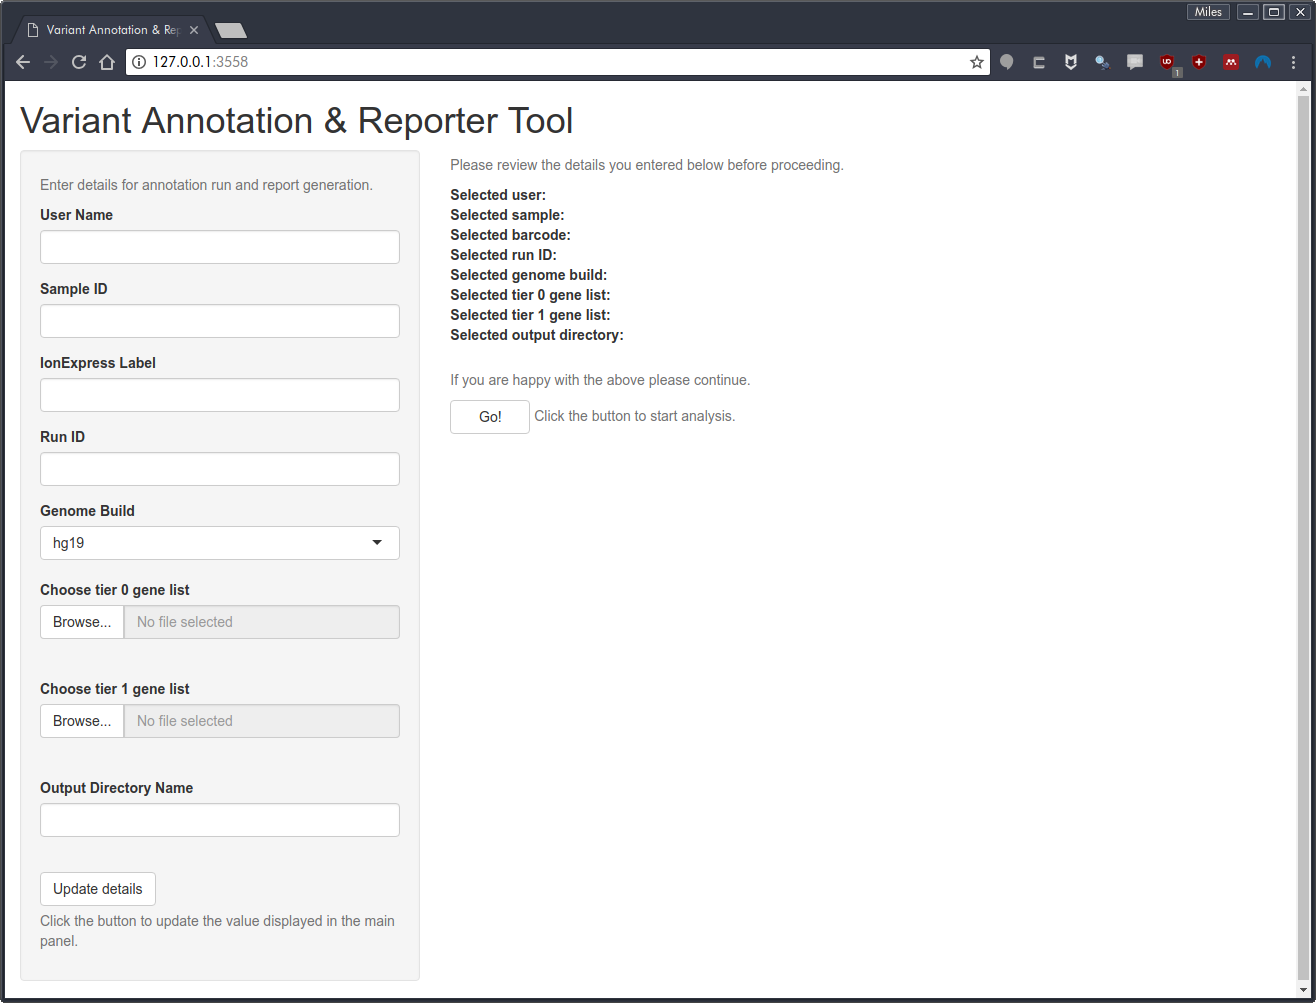 Miles
Variant Annotation & Rep
127.0.0.1:3558
UD
1
Variant Annotation & Reporter Tool
Enter details for annotation run and report generation.
User Name
Sample ID
IonExpress Label
Run ID
Genome Build
hg19
Choose tier 0 gene list
Browse... No file selected
Choose tier 1 gene list
Browse... No file selected
Output Directory Name
Update details
Click the button to update the value displayed in the main
panel.
Please review the details you entered below before proceeding.
Selected user:
Selected sample:
Selected barcode:
Selected run ID:
Selected genome build:
Selected tier 0 gene list:
Selected tier 1 gene list:
Selected output directory:
If you are happy with the above please continue.
Go! Click the button to start analysis.